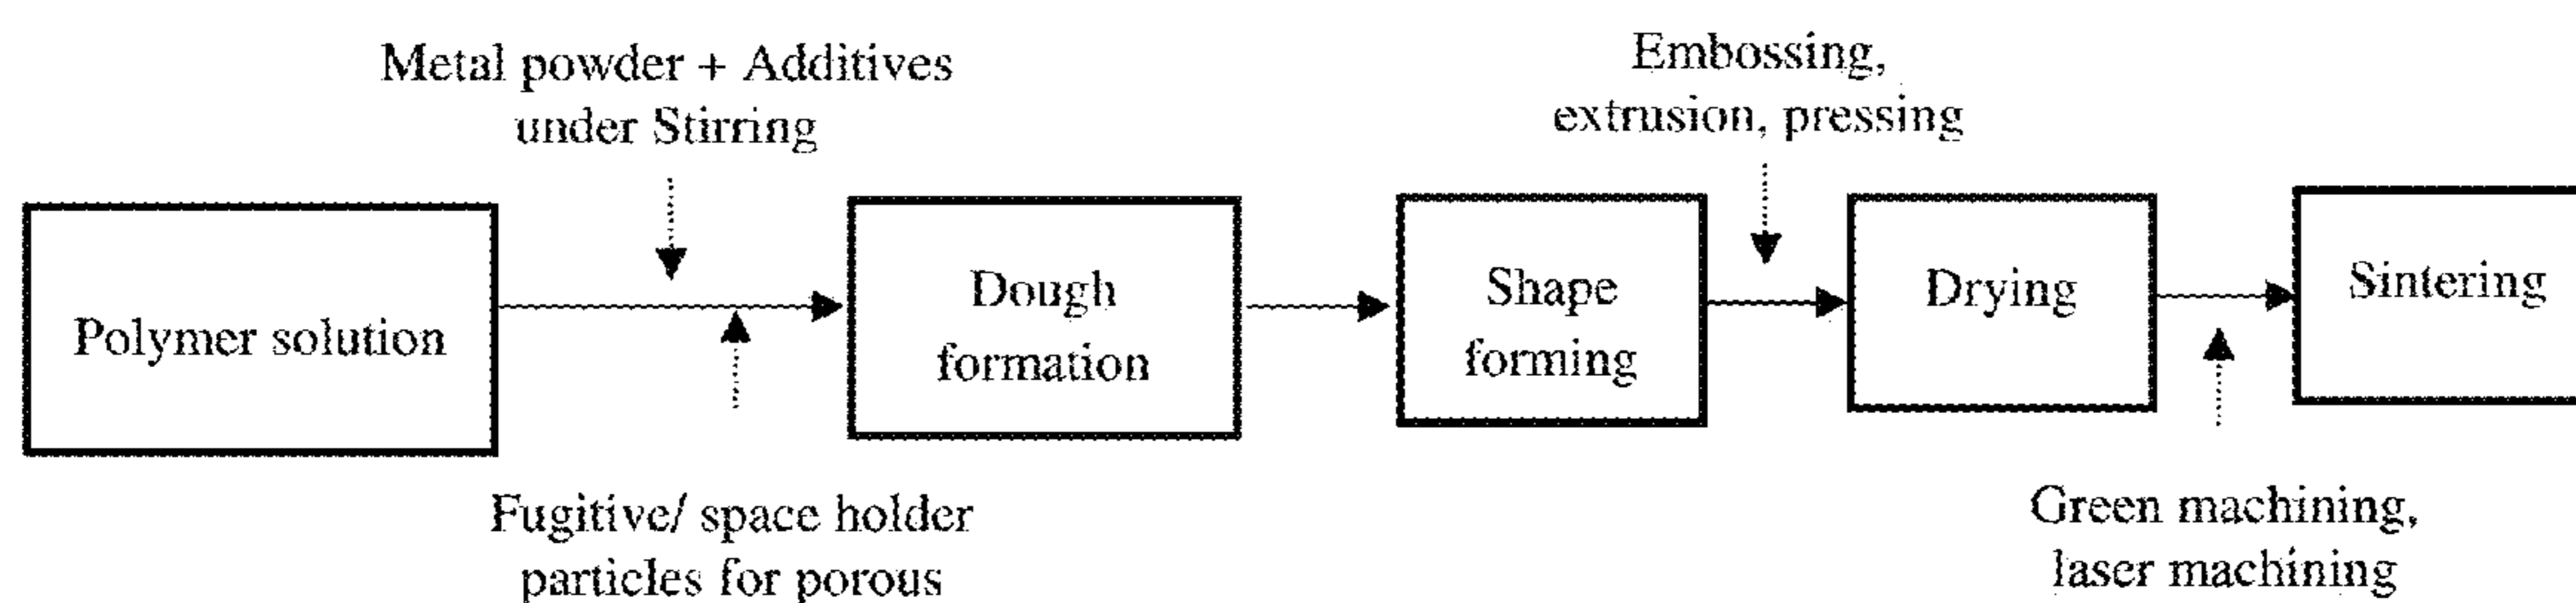 Metal powder + Additives
under Stirring
Embossing,
extrusion, pressing
Polymer solution
Dough
formation
Shape
forming
Drying
Sintering
Fugitive/ space holder
particles for porous
Green machining,
laser machining